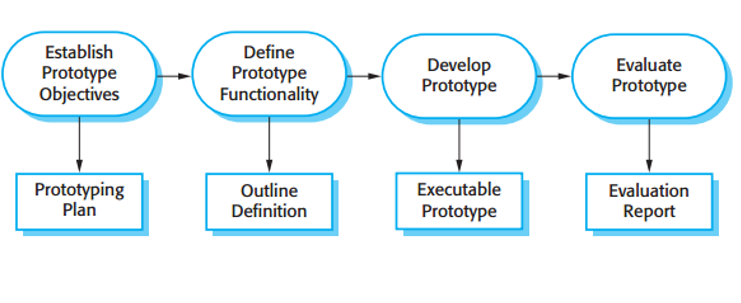 Establish
Prototype
Objectives
Define
Prototype
Functionality
Develop
Prototype
Evaluate
Prototype
Prototyping
Plan
Outline
Definition
Executable
Prototype
Evaluation
Report